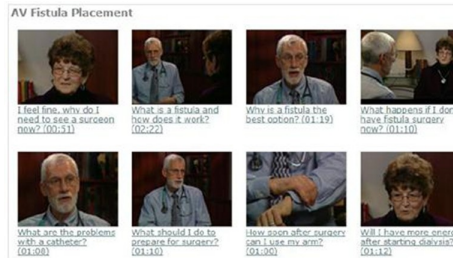 AV Fistula Placement
I feel fine, why do I
need to see a surgeon
now? (00:51)
What is a fistula and
how does it work?
(02:22)
Why is a fistula the
best option? (01:19)
What happens if I don
have fistula surgery
now? (01:10)
What are the problems
with a catheter?
(01:08)
What should I do to
prepare for surgery?
(01:10)
How soon after surgery
can I use my arm?
(01:00)
Will I have more energ
after starting dialysis?
(01:12)